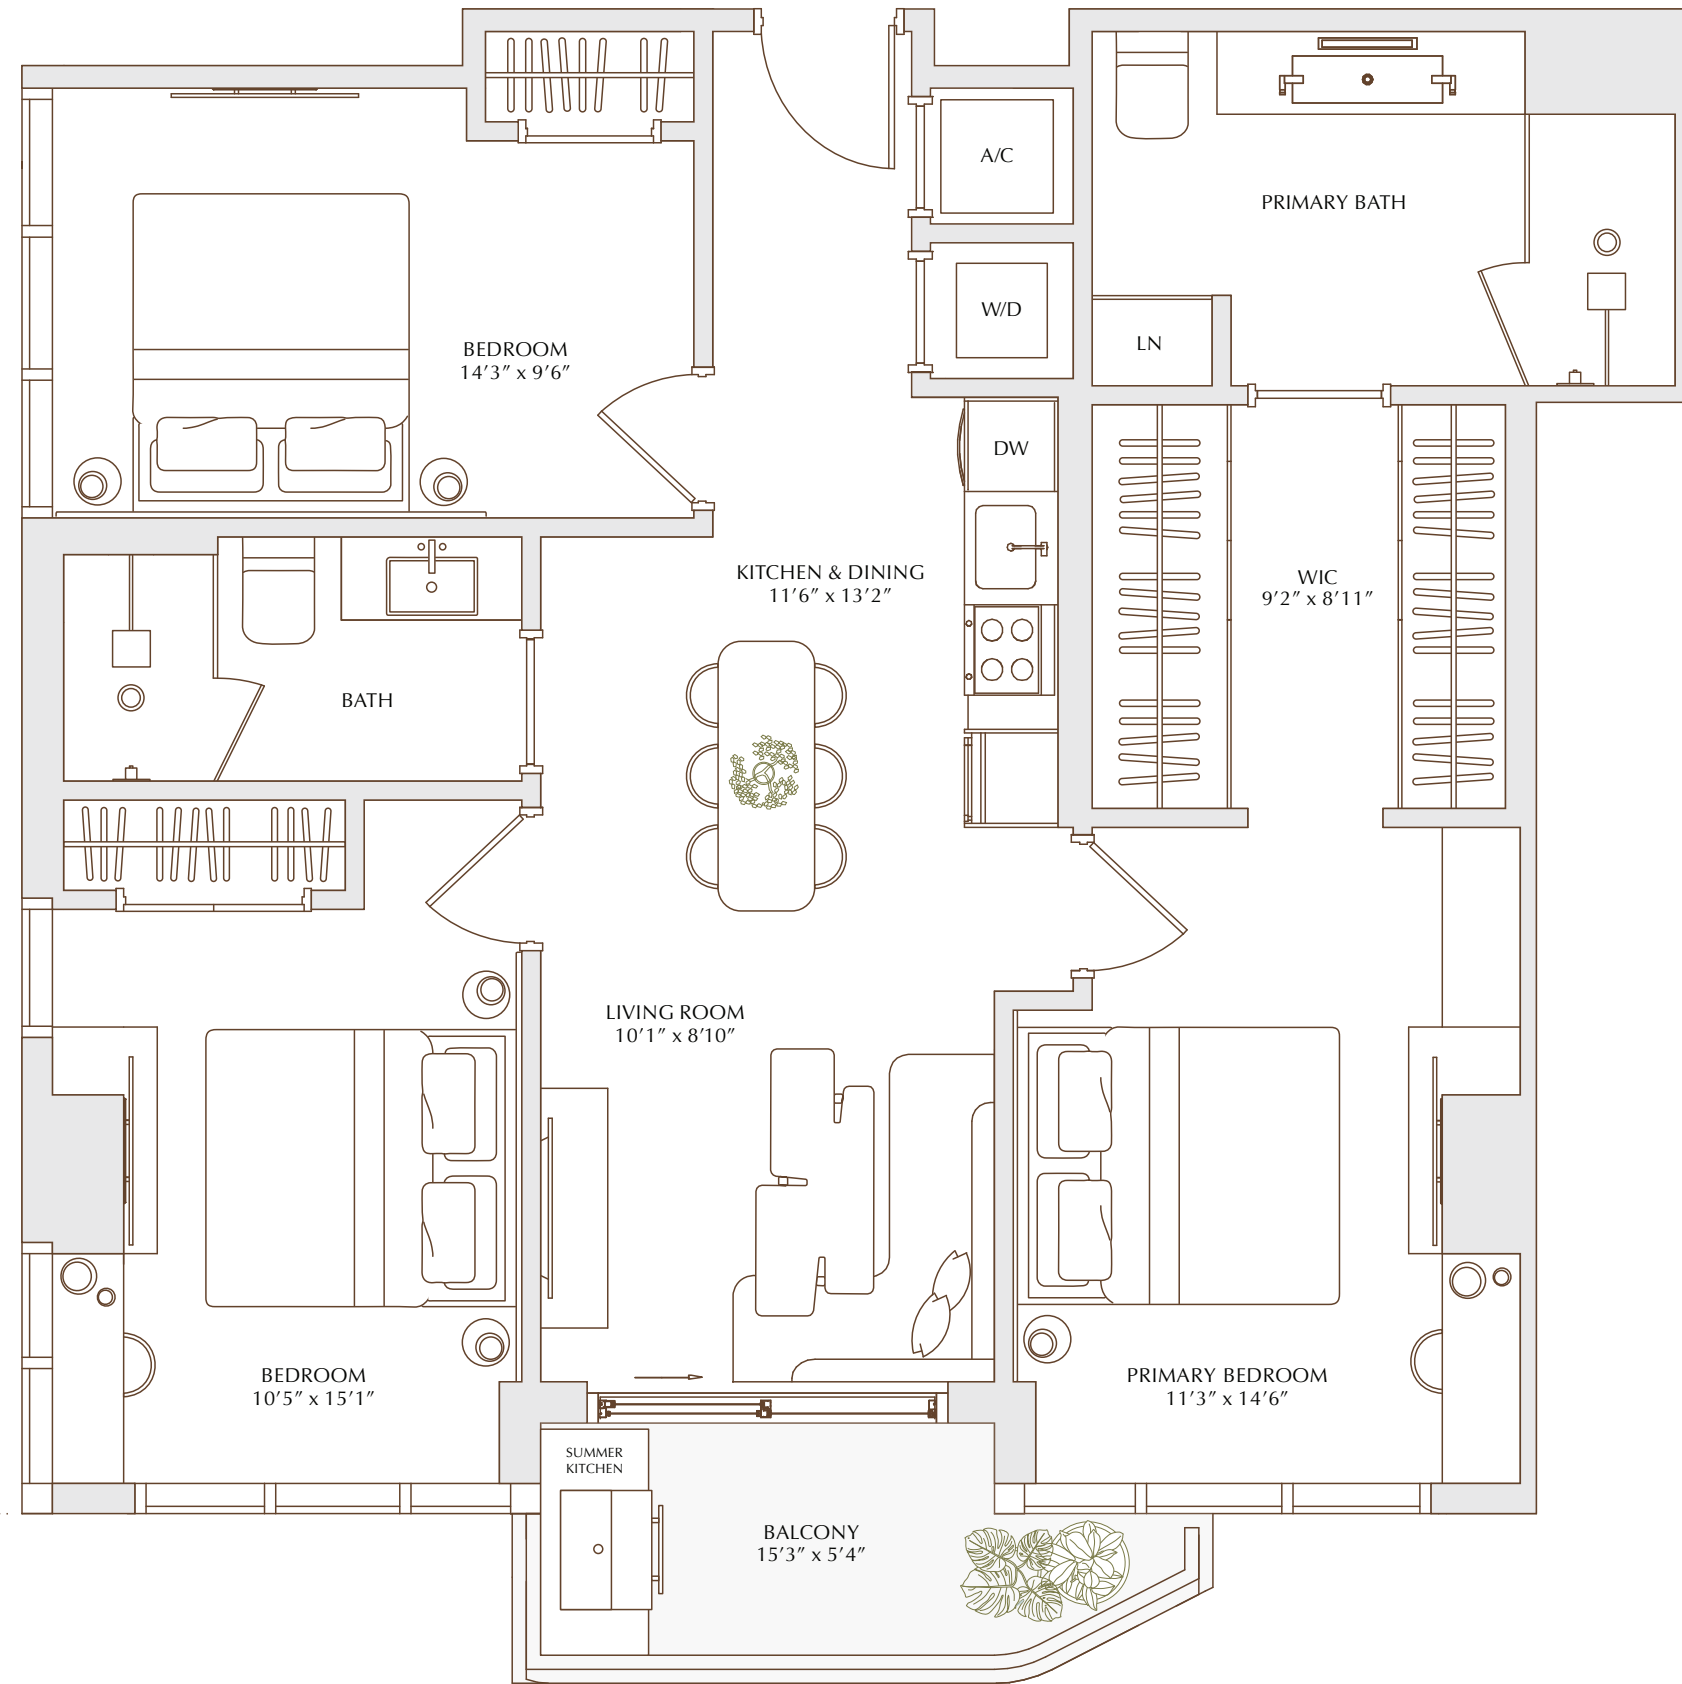 A/C
PRIMARY BATH
W/D
LN
BEDROOM
14'3" x 9'6"
DW
KITCHEN & DINING
11'6" x 13'2"
WIC
9'2" x 8'11"
BATH
LIVING ROOM
10'1" x 8'10"
BEDROOM
10'5" x 15'1"
PRIMARY BEDROOM
11'3" x 14'6"
SUMMER
KITCHEN
BALCONY
15'3" x 5'4"